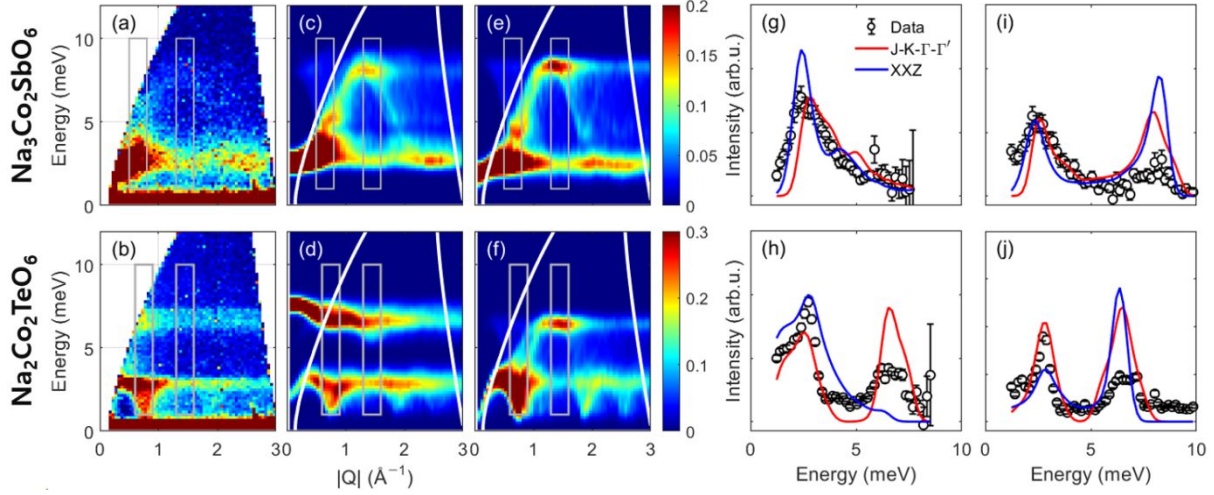 Na₃Co₂SbO₆
Na₂Co₂TeO₆
Energy (meV)
Energy (meV)
(a)
(c)
(e)
(b)
(d)
(f)
0
5
10
0
5
10
0 1 2 3
1 2 3
1 2 3
|Q| (Å⁻¹)
0.2
0.15
0.1
0.05
0
0.3
0.2
0.1
0
(g)
Data
J-K-Γ-Γ′
XXZ
(i)
(h)
(j)
Intensity (arb.u.)
Intensity (arb.u.)
0 5 10
0 5 10
Energy (meV)
Energy (meV)